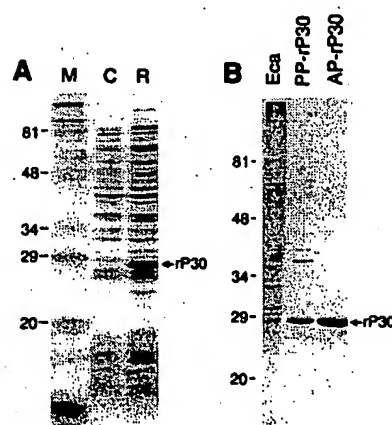 A M C R
81-
48-
34-
29-
←rP30
20-
B Eca PP-rP30 AP-rP30
81-
48-
34-
29-
←rP30
20-